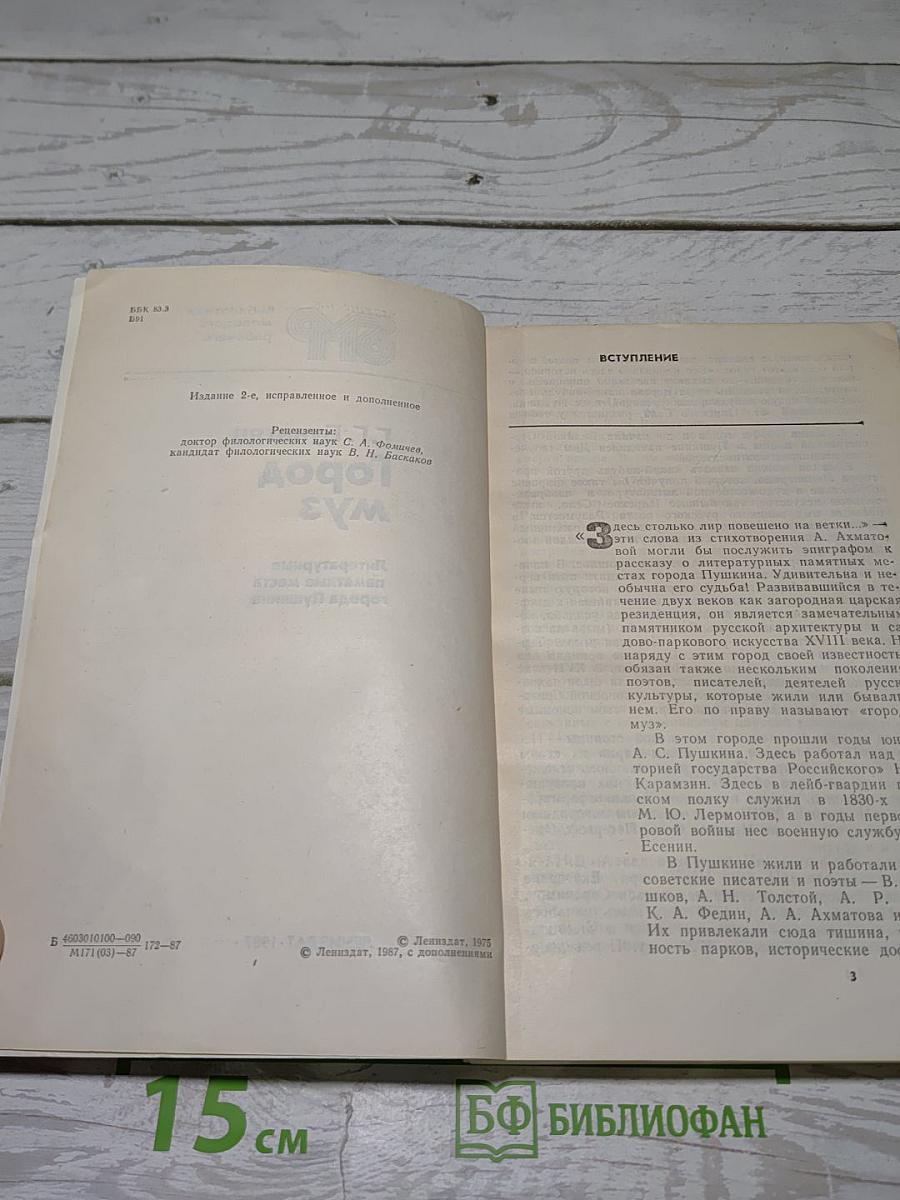 ББК 83.3
Б91
Издание 2-е, исправленное и дополненное
Рецензенты:
доктор филологических наук С. А. Фомичев,
кандидат филологических наук В. Н. Баскаков
Б 4603010100—090 172—87
М171(03)—87
© Лениздат, 1975
© Лениздат, 1987, с дополнениями
ВСТУПЛЕНИЕ
«Здесь столько лир повешено на ветки...» —
эти слова из стихотворения А. Ахмато-
вой могли бы послужить эпиграфом к
рассказу о литературных памятных ме-
стах города Пушкина. Удивительна и не-
обычна его судьба! Развивавшийся в те-
чение двух веков как загородная царская
резиденция, он является замечательным
памятником русской архитектуры и са
дово-паркового искусства XVIII века. Н
наряду с этим город своей известность
обязан также нескольким поколени
поэтов, писателей, деятелей русск
культуры, которые жили или бывали
нем. Его по праву называют «горо
муз».
В этом городе прошли годы юн
А. С. Пушкина. Здесь работал над
торией государства Российского» Н
Карамзин. Здесь в лейб-гвардии г
ском полку служил в 1830-х
М. Ю. Лермонтов, а в годы перво
ровой войны нес военную службу
Есенин.
В Пушкине жили и работали
советские писатели и поэты — В.
шков, А. Н. Толстой, А. Р.
К. А. Федин, А. А. Ахматова и
Их привлекали сюда тишина,
ность парков, исторические дос
3
15 см
БФ БИБЛИОФАН